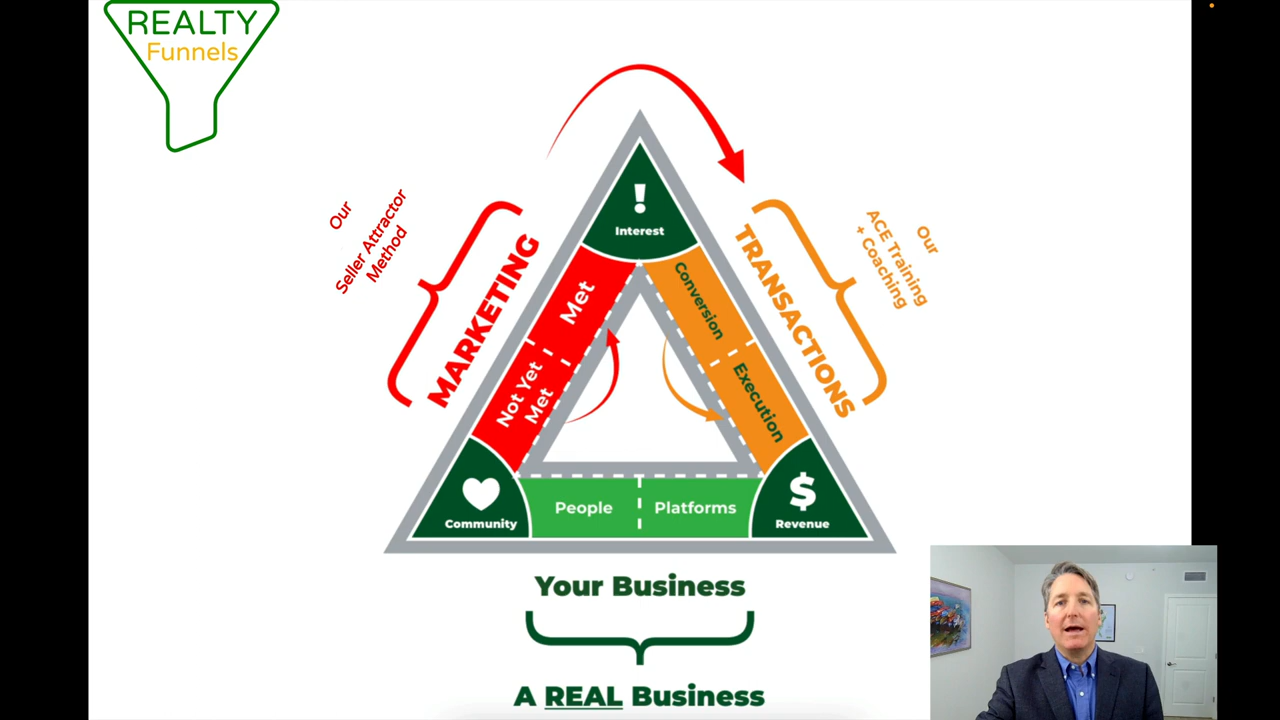 REALTY
Funnels
Our
Seller Attractor
Method
MARKETING
!
Interest
Met
Not Yet
Met
Conversion
Execution
TRANSACTIONS
Our
ACE Training
+ Coaching
Community
People
Platforms
$
Revenue
Your Business
A REAL Business